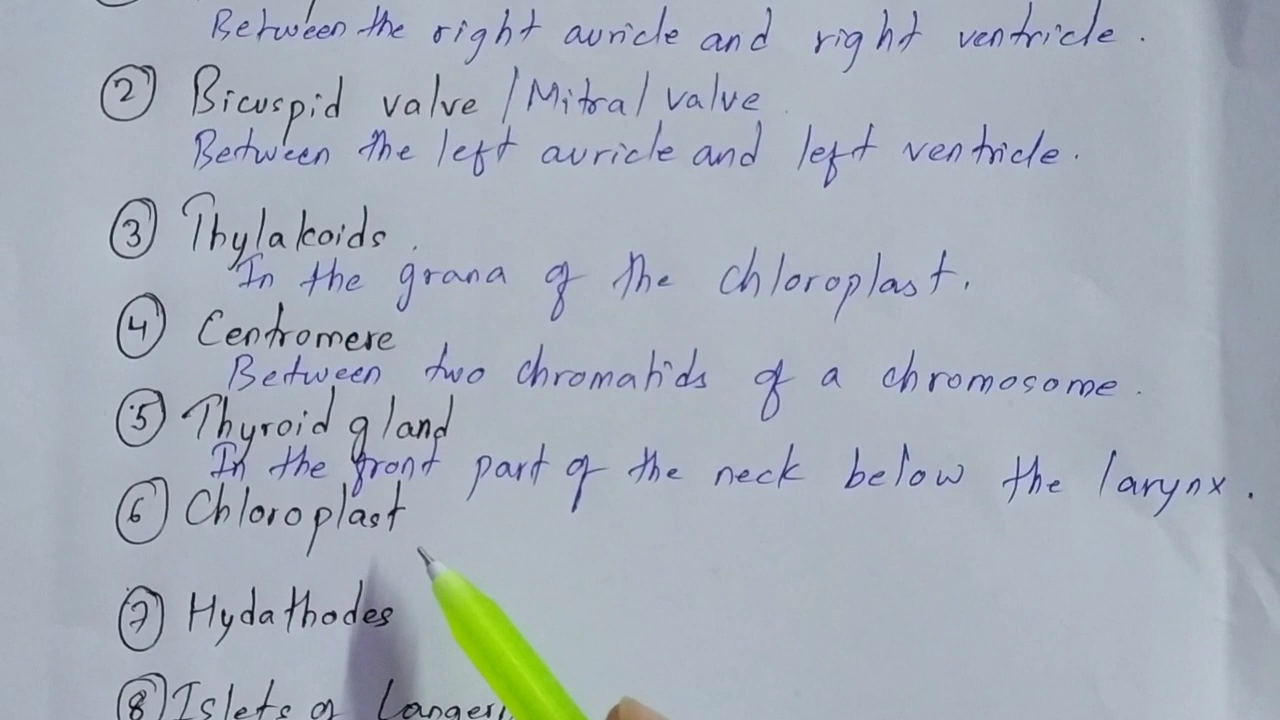 Between the right auricle and right ventricle.
② Bicuspid valve / Mitral valve
Between the left auricle and left ventricle.
③ Thylakoids.
In the grana of the chloroplast.
④ Centromere
Between two chromatids of a chromosome.
⑤ Thyroid gland
In the front part of the neck below the larynx.
⑥ Chloroplast
⑦ Hydathodes
⑧ Islets of